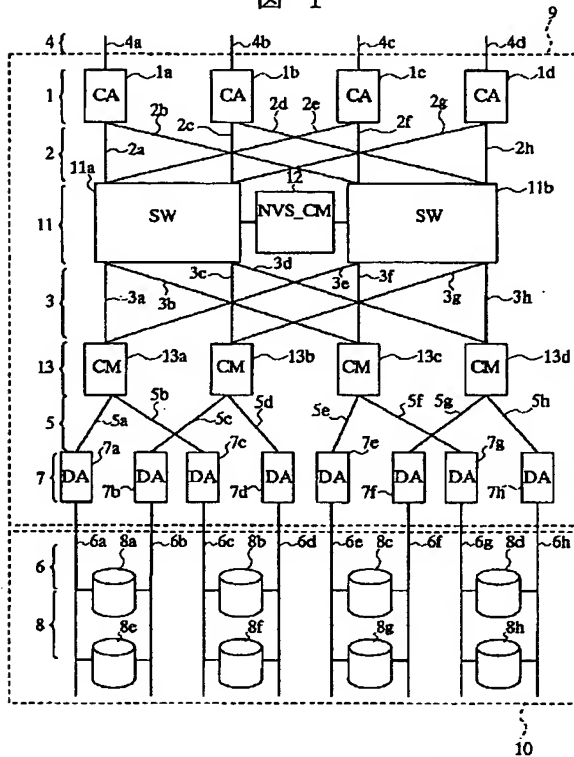 図 1
9
4 4a 4b 4c 4d
1a 1b 1c 1d
1 CA CA CA CA
2b 2d 2e 2g
2 2a 2c 2f 2h
11a 12 11b
11 SW NVS_CM SW
3c 3d 3e 3f
3 3a 3b 3g 3h
13 CM 13a CM 13b CM 13c CM 13d
5 5a 5b 5c 5d 5e 5f 5g 5h
7a 7c 7e 7g
7 DA DA DA DA DA DA DA DA
7b 7d 7f 7h
6a 8a 6b 6c 8b 6d 6e 8c 6f 6g 8d 6h
6
8 8e 8f 8g 8h
10